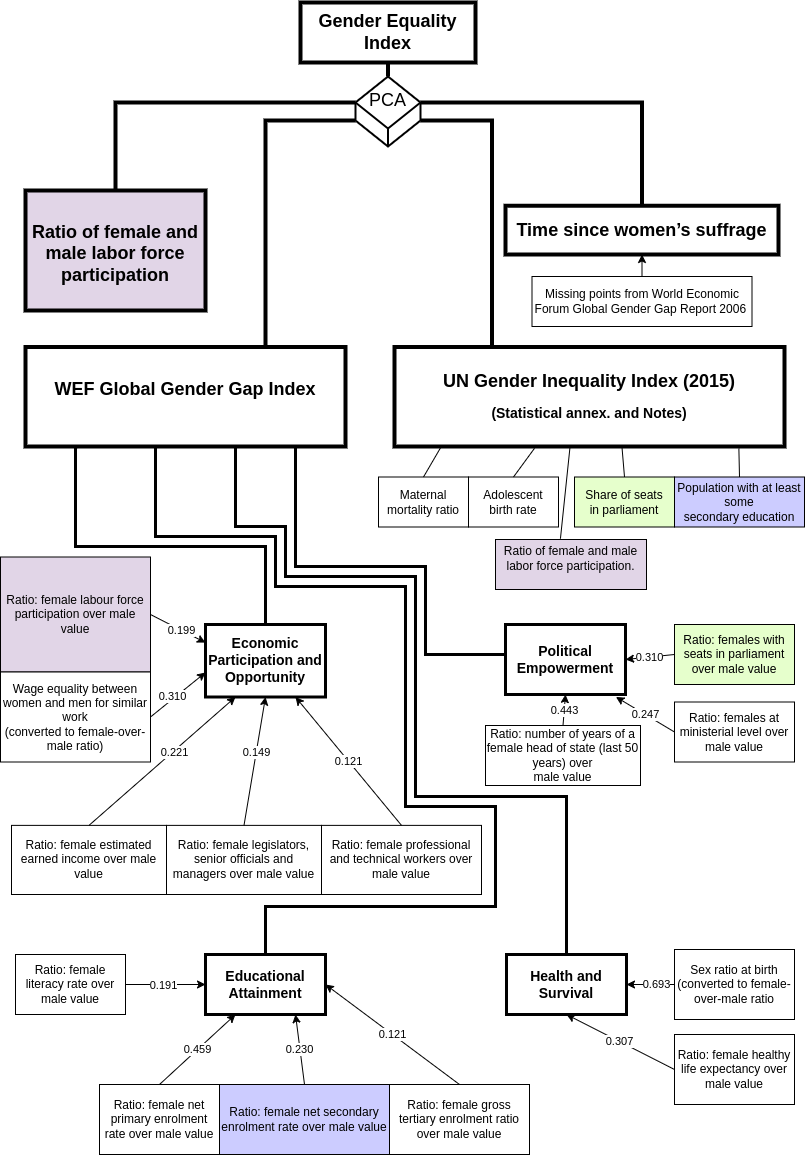 Gender Equality
Index
PCA
Ratio of female and
male labor force
participation
Time since women’s suffrage
Missing points from World Economic
Forum Global Gender Gap Report 2006
WEF Global Gender Gap Index
UN Gender Inequality Index (2015)
(Statistical annex. and Notes)
Maternal
mortality ratio
Adolescent
birth rate
Share of seats
in parliament
Population with at least
some
secondary education
Ratio of female and male
labor force participation.
Ratio: female labour force
participation over male
value
0.199
Wage equality between
women and men for similar
work
(converted to female-over-
male ratio)
0.310
Economic
Participation and
Opportunity
0.221
0.149
0.121
Ratio: female estimated
earned income over male
value
Ratio: female legislators,
senior officials and
managers over male value
Ratio: female professional
and technical workers over
male value
Political
Empowerment
0.310
Ratio: females with
seats in parliament
over male value
0.443
0.247
Ratio: number of years of a
female head of state (last 50
years) over
male value
Ratio: females at
ministerial level over
male value
Ratio: female
literacy rate over
male value
0.191
Educational
Attainment
0.459
0.230
0.121
Ratio: female net
primary enrolment
rate over male value
Ratio: female net secondary
enrolment rate over male value
Ratio: female gross
tertiary enrolment ratio
over male value
Health and
Survival
0.693
Sex ratio at birth
(converted to female-
over-male ratio
0.307
Ratio: female healthy
life expectancy over
male value